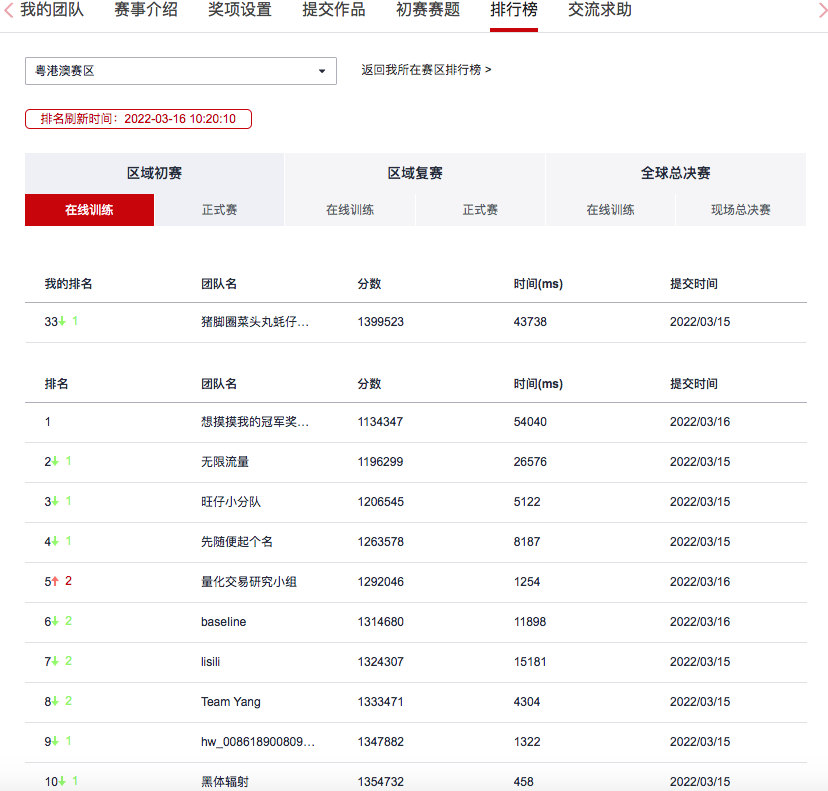 我的团队 赛事介绍 奖项设置 提交作品 初赛赛题 排行榜 交流求助
粤港澳赛区 返回我所在赛区排行榜 >
排名刷新时间：2022-03-16 10:20:10
区域初赛 区域复赛 全球总决赛
在线训练 正式赛 在线训练 正式赛 在线训练 现场总决赛
我的排名 团队名 分数 时间(ms) 提交时间
33 1 猪脚圈菜头丸蚝仔... 1399523 43738 2022/03/15
排名 团队名 分数 时间(ms) 提交时间
1 想摸摸我的冠军奖... 1134347 54040 2022/03/16
2 1 无限流量 1196299 26576 2022/03/15
3 1 旺仔小分队 1206545 5122 2022/03/15
4 1 先随便起个名 1263578 8187 2022/03/15
5 2 量化交易研究小组 1292046 1254 2022/03/16
6 2 baseline 1314680 11898 2022/03/16
7 2 lisili 1324307 15181 2022/03/15
8 2 Team Yang 1333471 4304 2022/03/15
9 1 hw_008618900809... 1347882 1322 2022/03/15
10 1 黑体辐射 1354732 458 2022/03/15